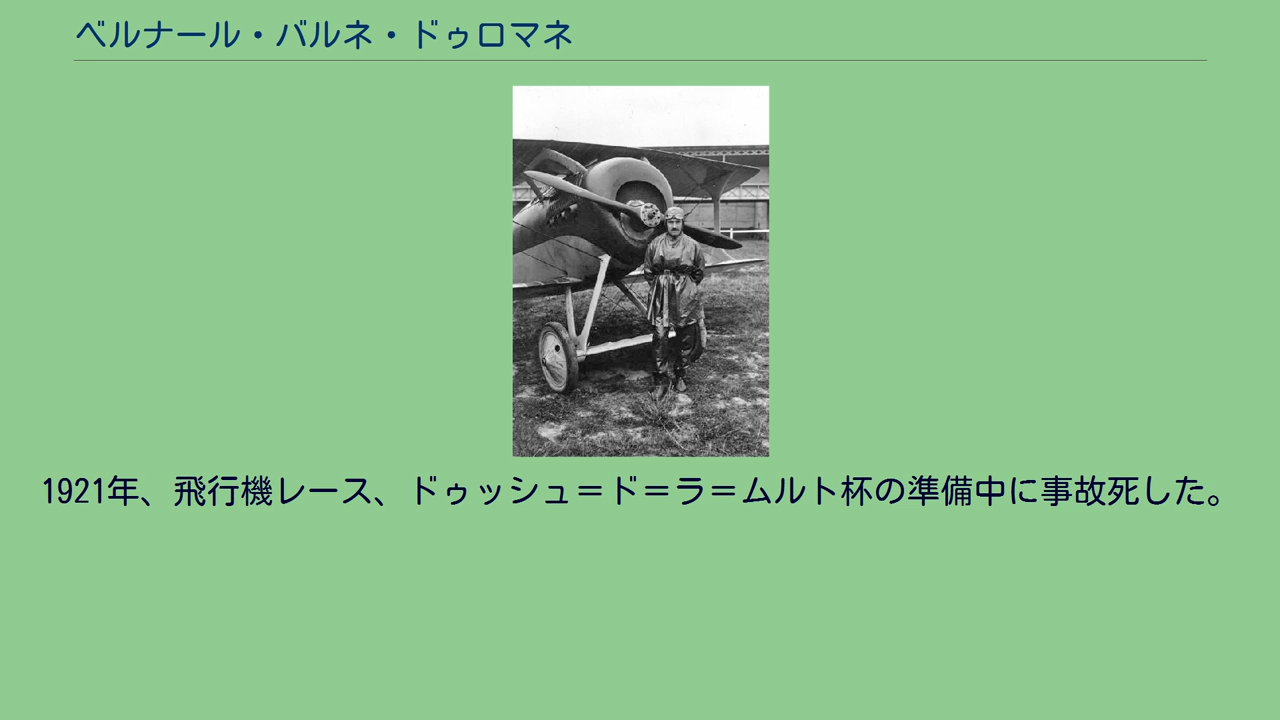 ベルナール・バルネ・ドゥロマネ
1921年、飛行機レース、ドゥッシュ＝ド＝ラ＝ムルト杯の準備中に事故死した。